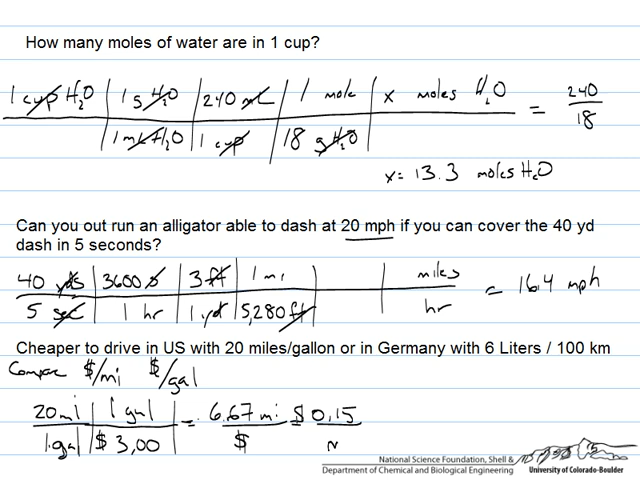 How many moles of water are in 1 cup?
1 cup H₂O | 1 g H₂O | 240 mL | 1 mole | x moles H₂O = 240
1 mL H₂O | 1 cup | 18 g H₂O | 18
x = 13.3 moles H₂O
Can you out run an alligator able to dash at 20 mph if you can cover the 40 yd
dash in 5 seconds?
40 yds | 3600 s | 3 ft | 1 mi | miles = 16.4 mph
5 sec | 1 hr | 1 yd | 5,280 ft | hr
Cheaper to drive in US with 20 miles/gallon or in Germany with 6 Liters / 100 km
Compare $/mi $/gal
20 mi | 1 gal = 6.67 mi = $ 0.15
1 gal | $ 3.00 $
National Science Foundation, Shell &
Department of Chemical and Biological Engineering
University of Colorado-Boulder